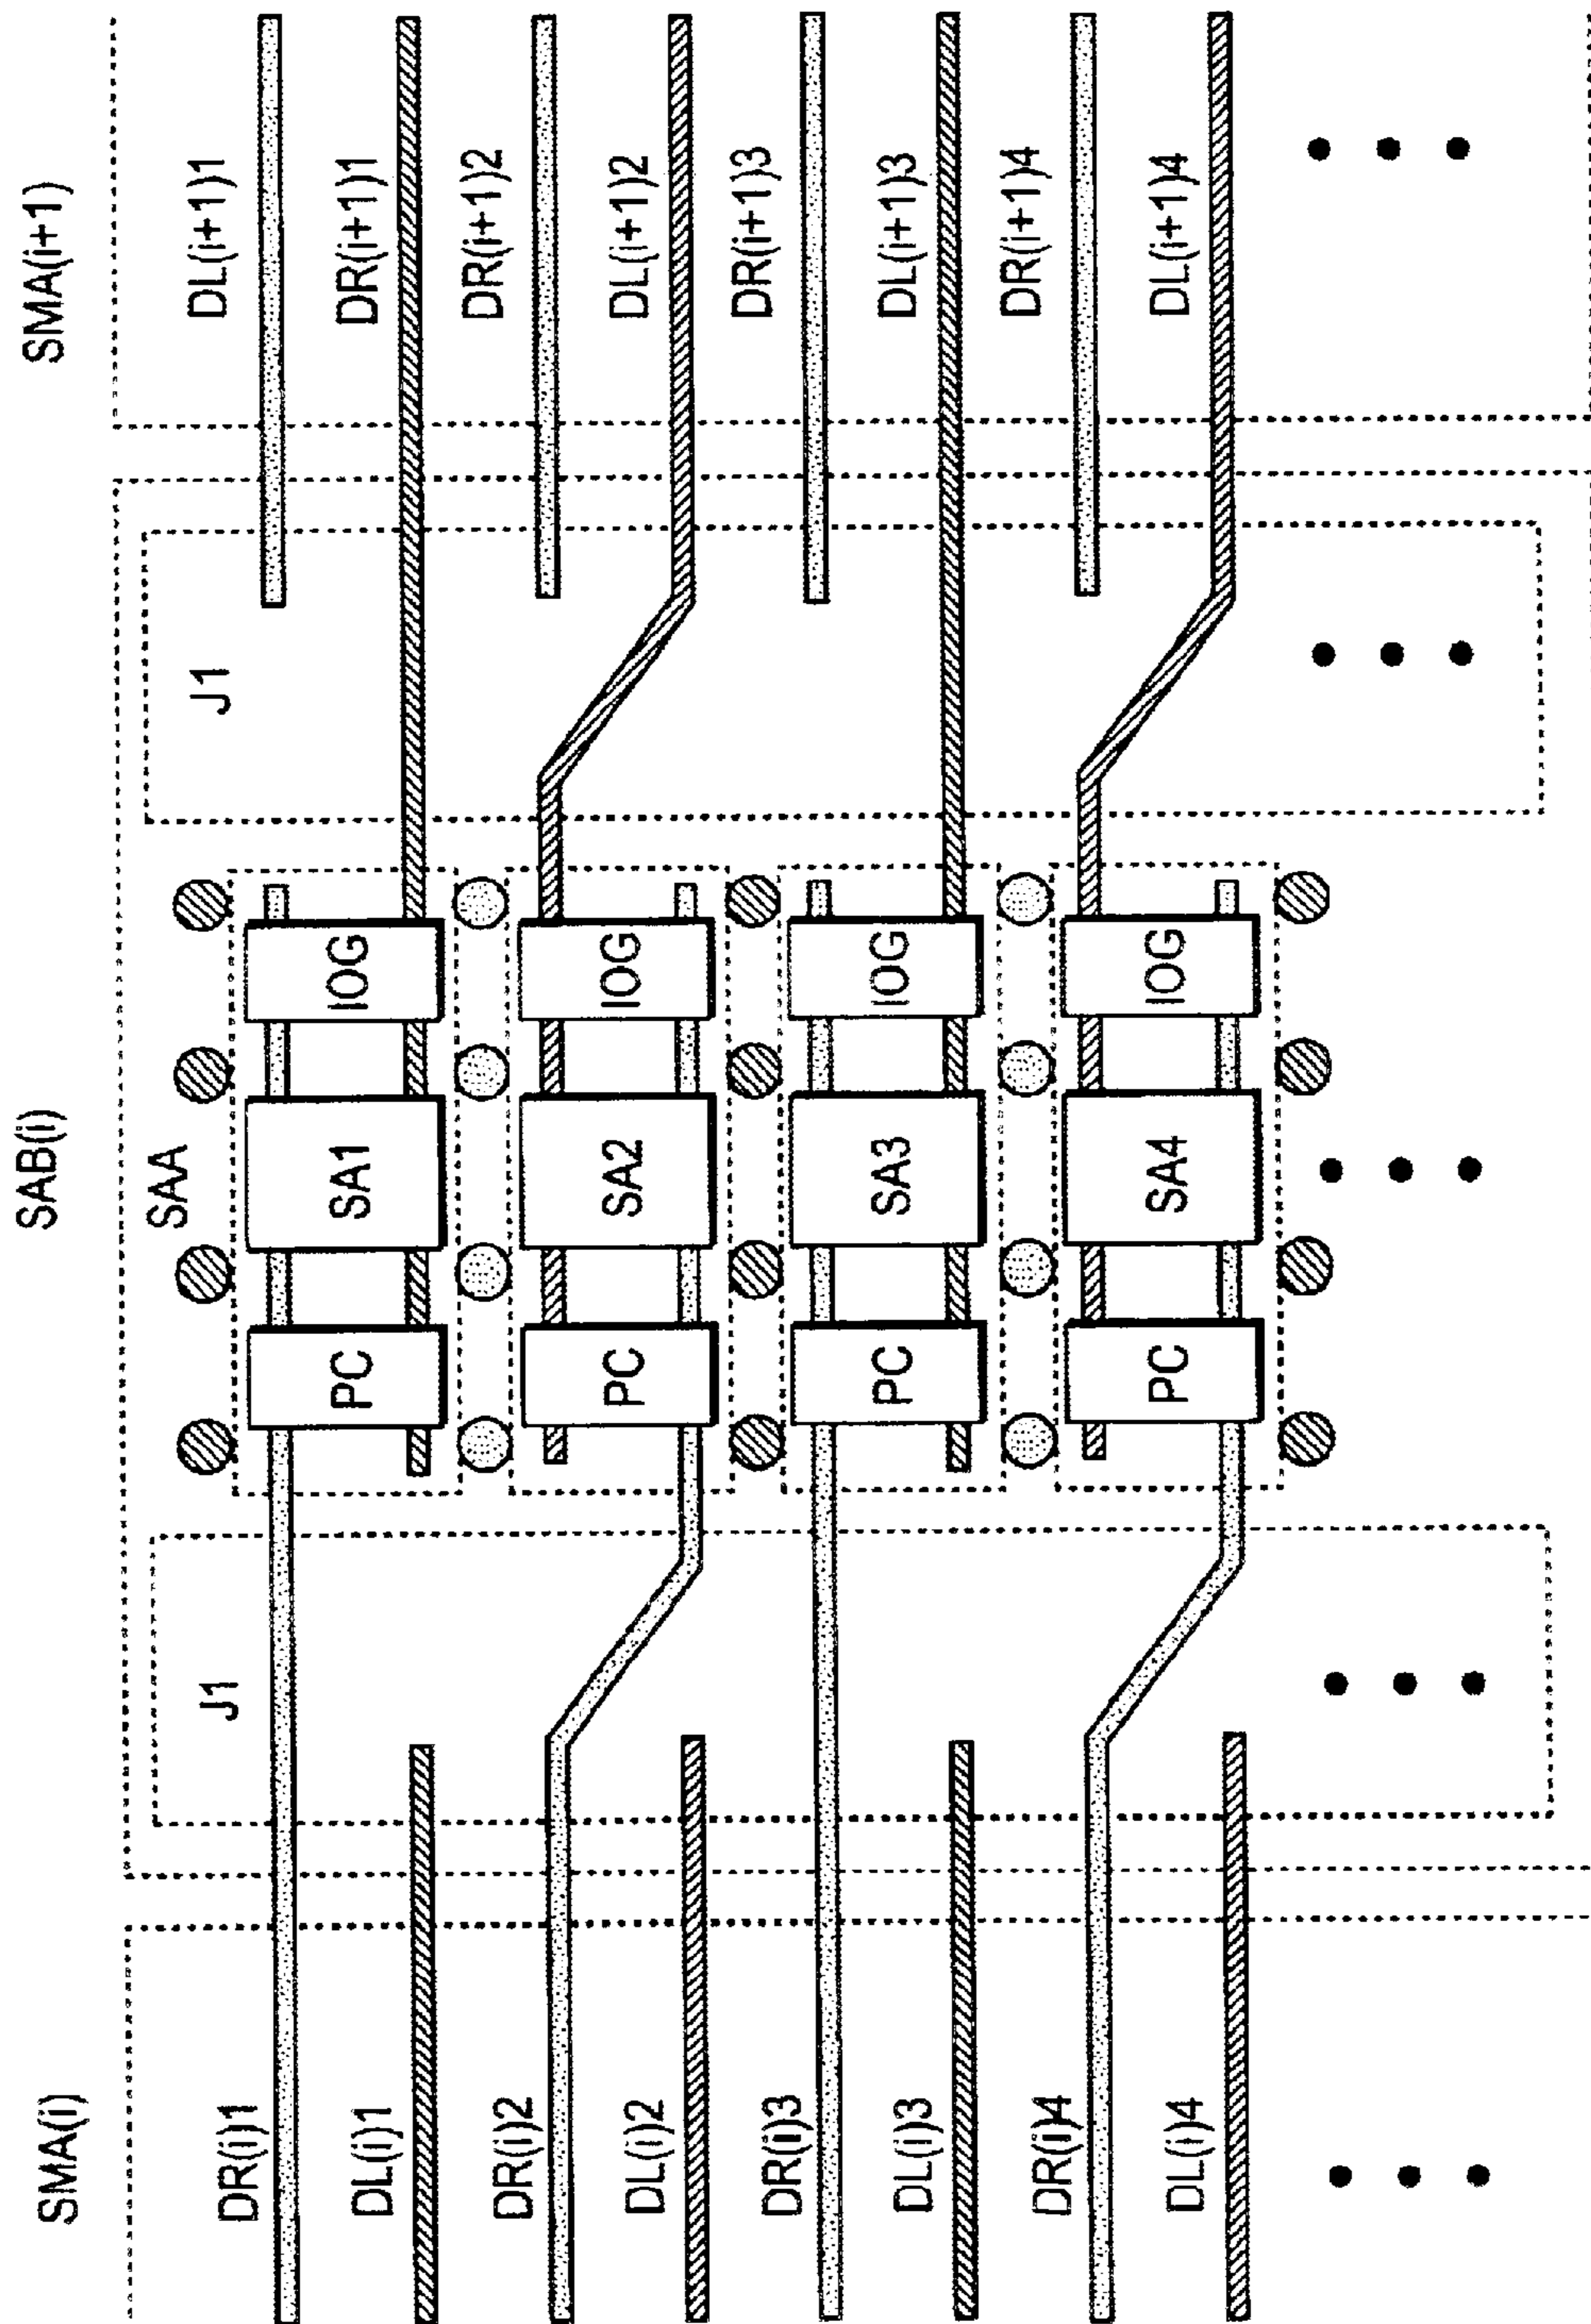 SMA(i)
SAB(i)
SMA(i+1)
SAA
J1
J1
DR(i)1
DL(i)1
DR(i)2
DL(i)2
DR(i)3
DL(i)3
DR(i)4
DL(i)4
PC
SA1
IOG
PC
SA2
IOG
PC
SA3
IOG
PC
SA4
IOG
DL(i+1)1
DR(i+1)1
DR(i+1)2
DL(i+1)2
DR(i+1)3
DL(i+1)3
DR(i+1)4
DL(i+1)4